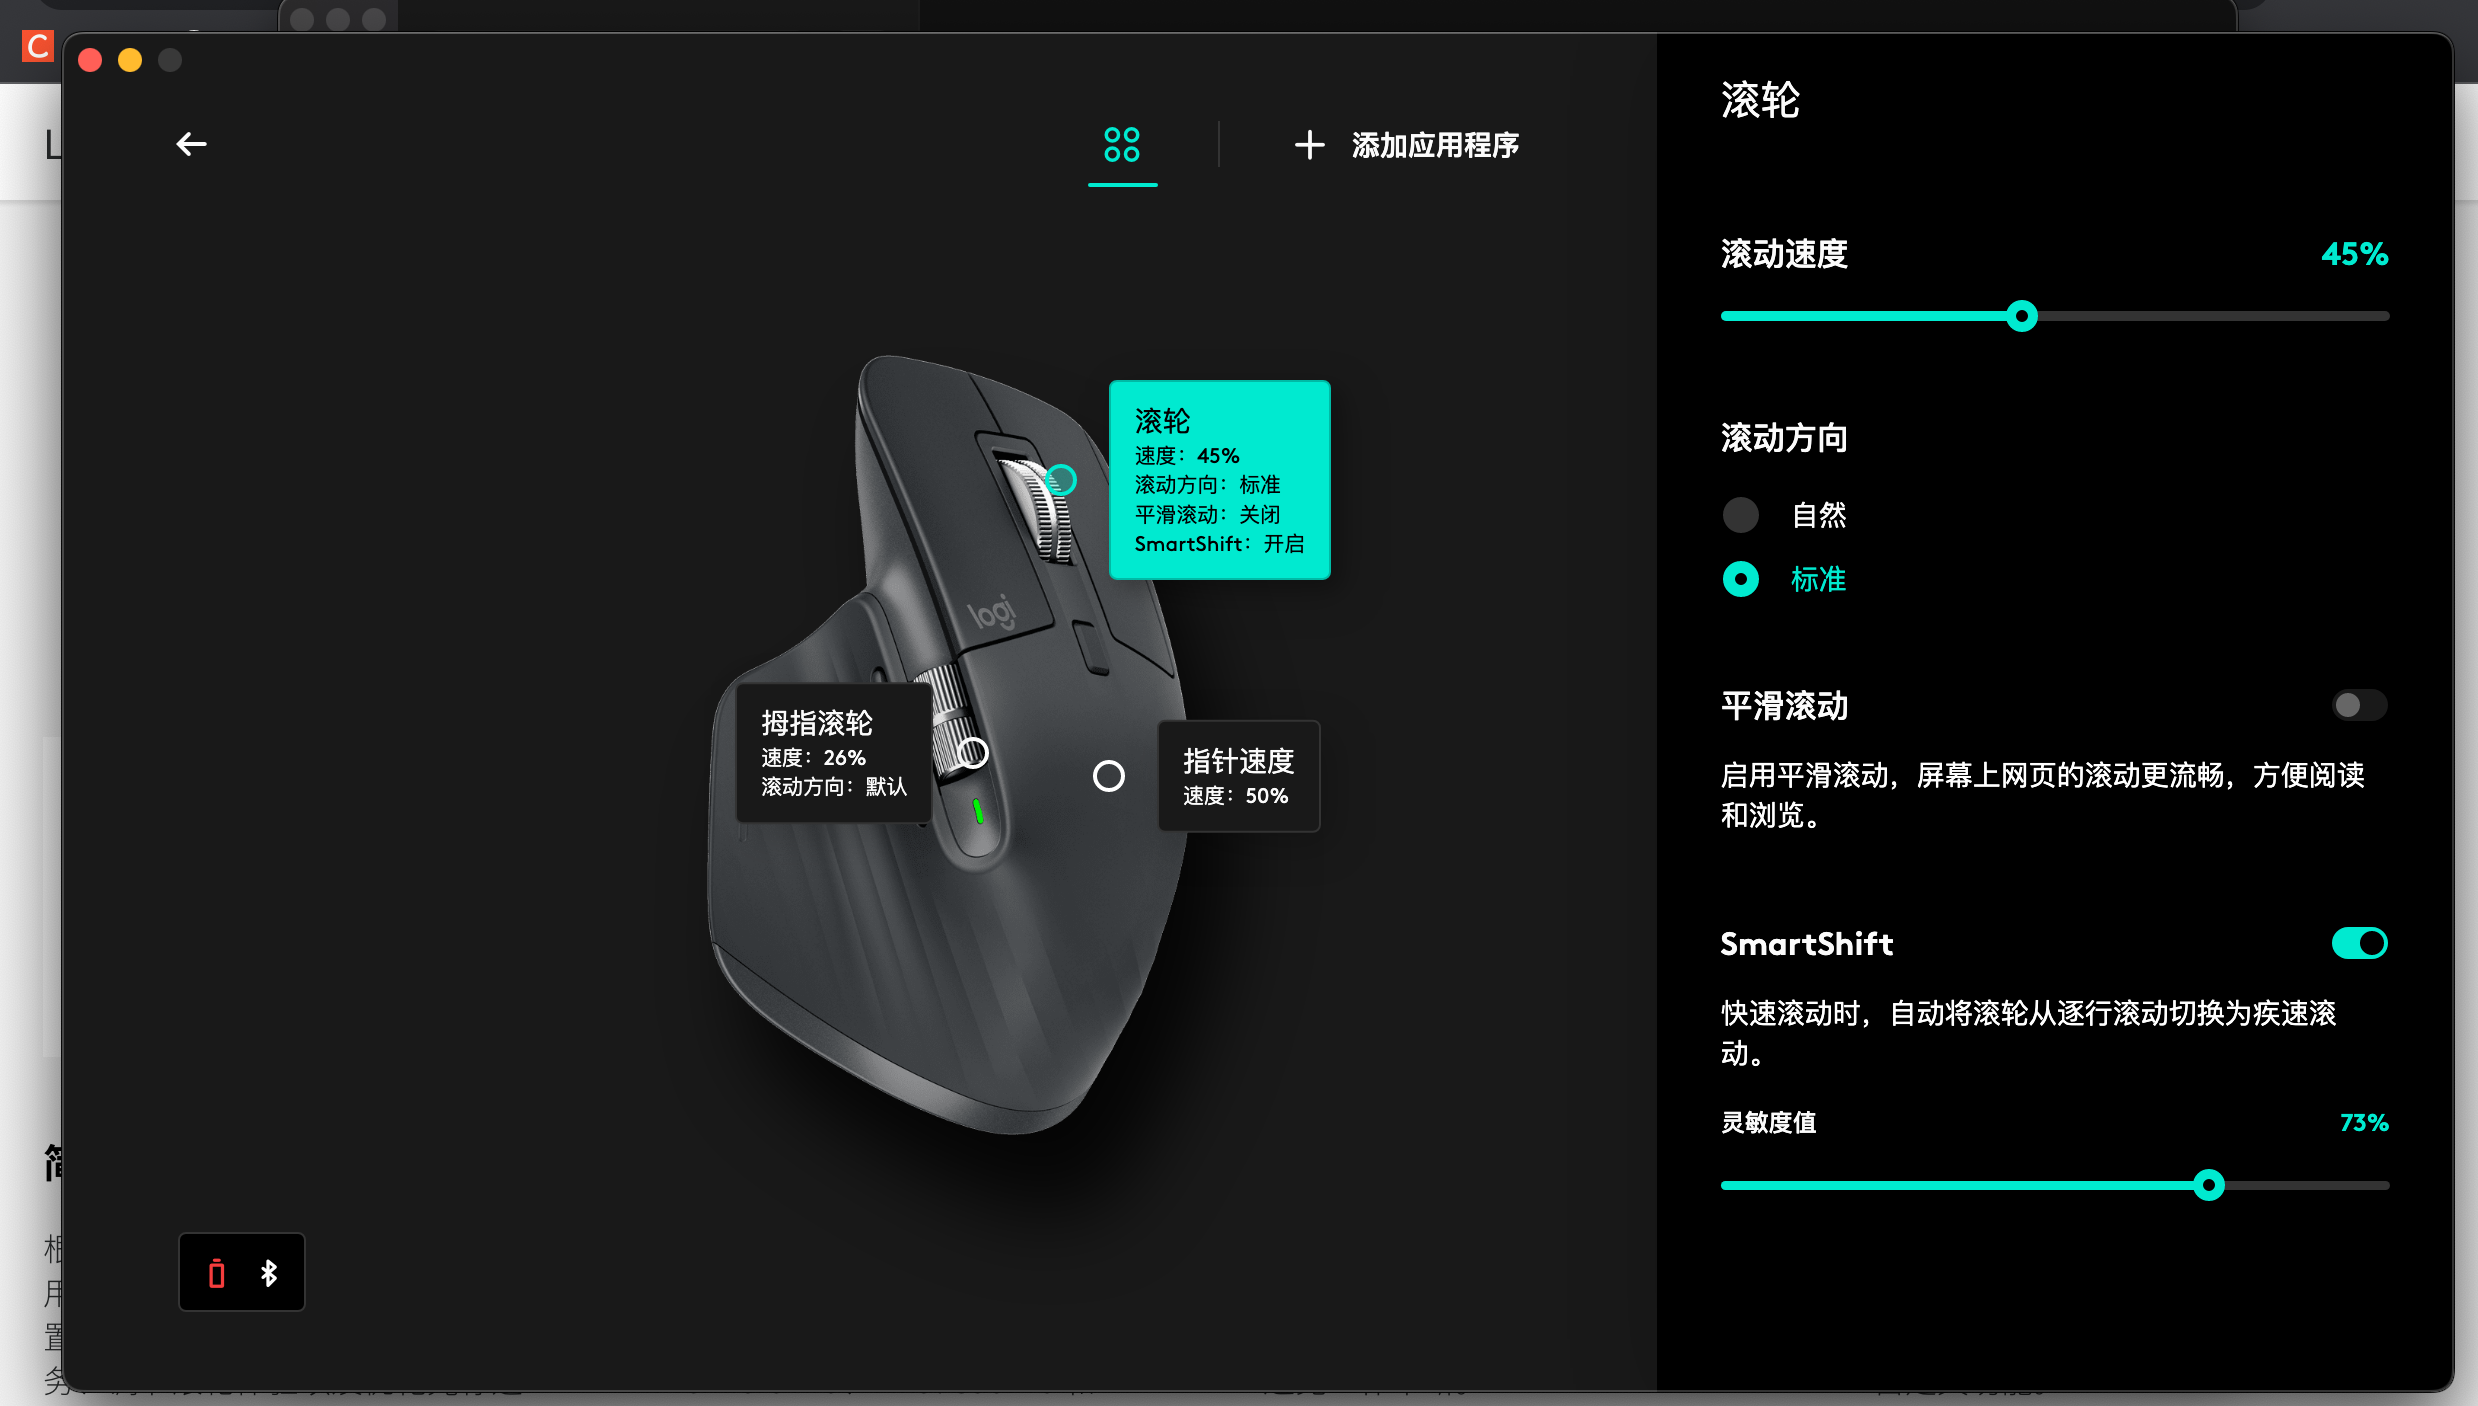 C
添加应用程序
滚轮
滚动速度
45%
滚轮
速度：45%
滚动方向：标准
平滑滚动：关闭
SmartShift：开启
滚动方向
自然
标准
logi
拇指滚轮
速度：26%
滚动方向：默认
指针速度
速度：50%
平滑滚动
启用平滑滚动，屏幕上网页的滚动更流畅，方便阅读
和浏览。
SmartShift
快速滚动时，自动将滚轮从逐行滚动切换为疾速滚
动。
灵敏度值
73%
用
置
务